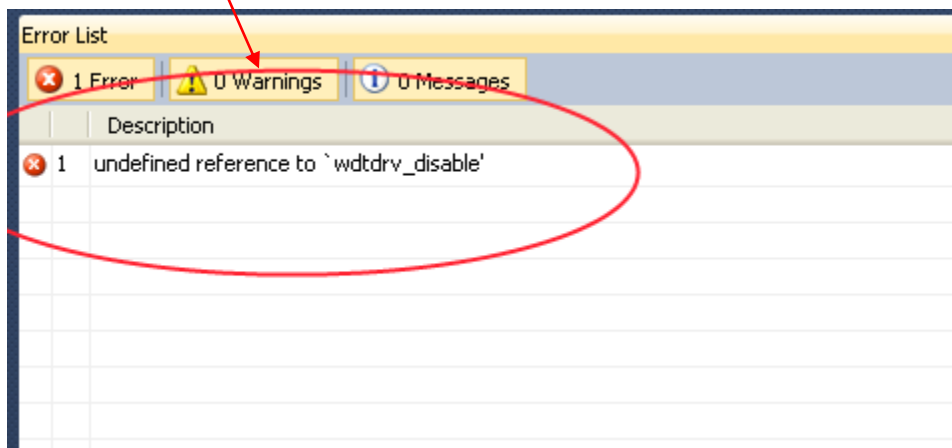 Error List
1 Error 0 Warnings 0 Messages
Description
1 undefined reference to `wdtdrv_disable'